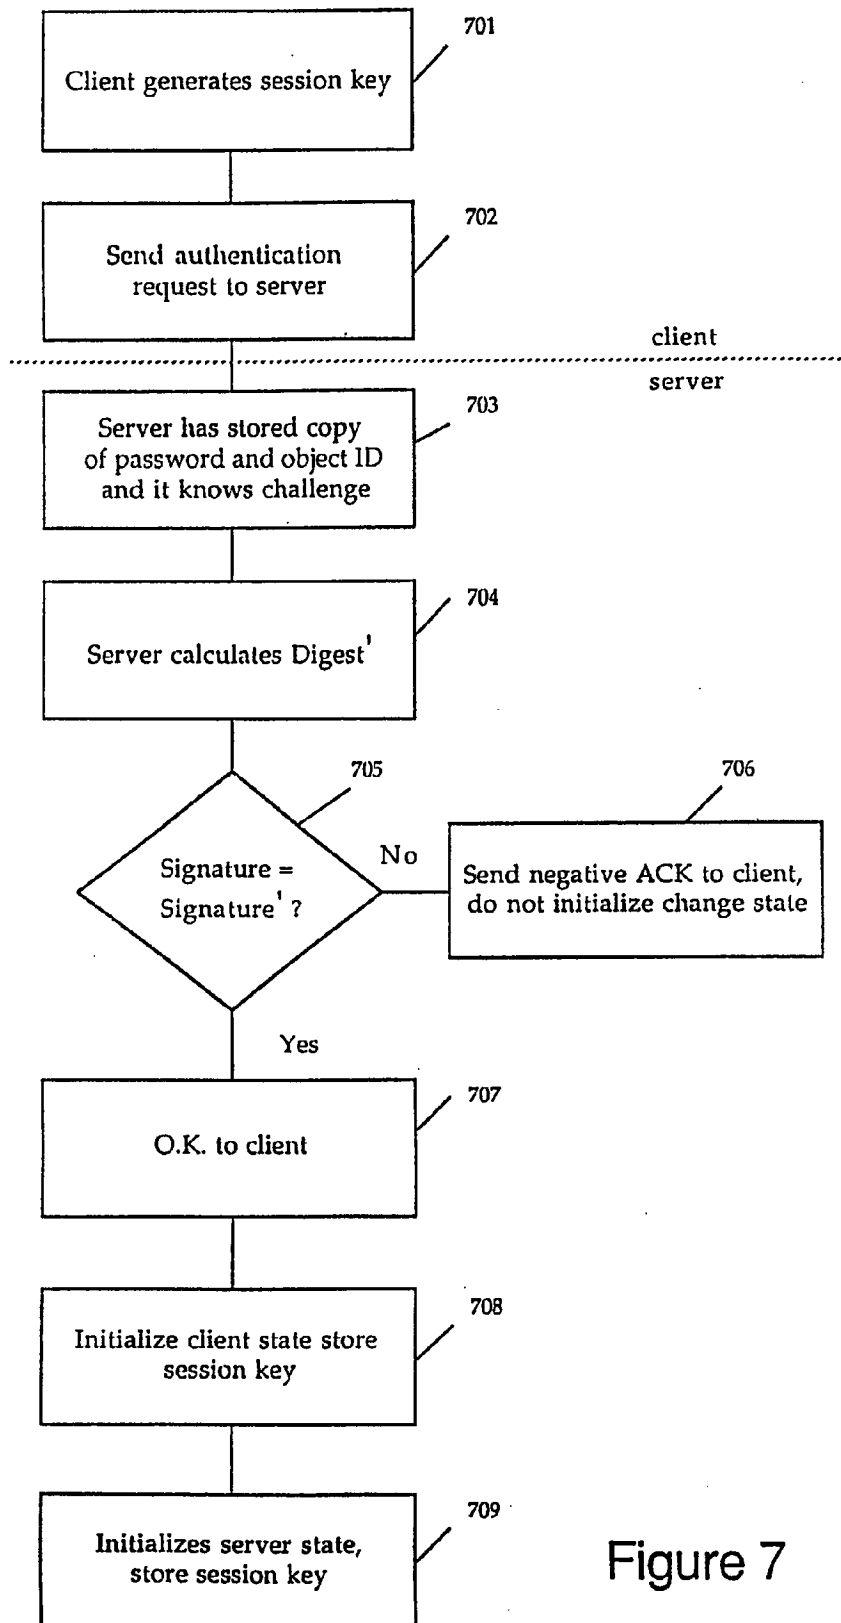 701
Client generates session key
702
Send authentication
request to server
client
server
703
Server has stored copy
of password and object ID
and it knows challenge
704
Server calculates Digest'
705
Signature =
Signature' ?
No
706
Send negative ACK to client,
do not initialize change state
Yes
707
O.K. to client
708
Initialize client state store
session key
709
Initializes server state,
store session key
Figure 7